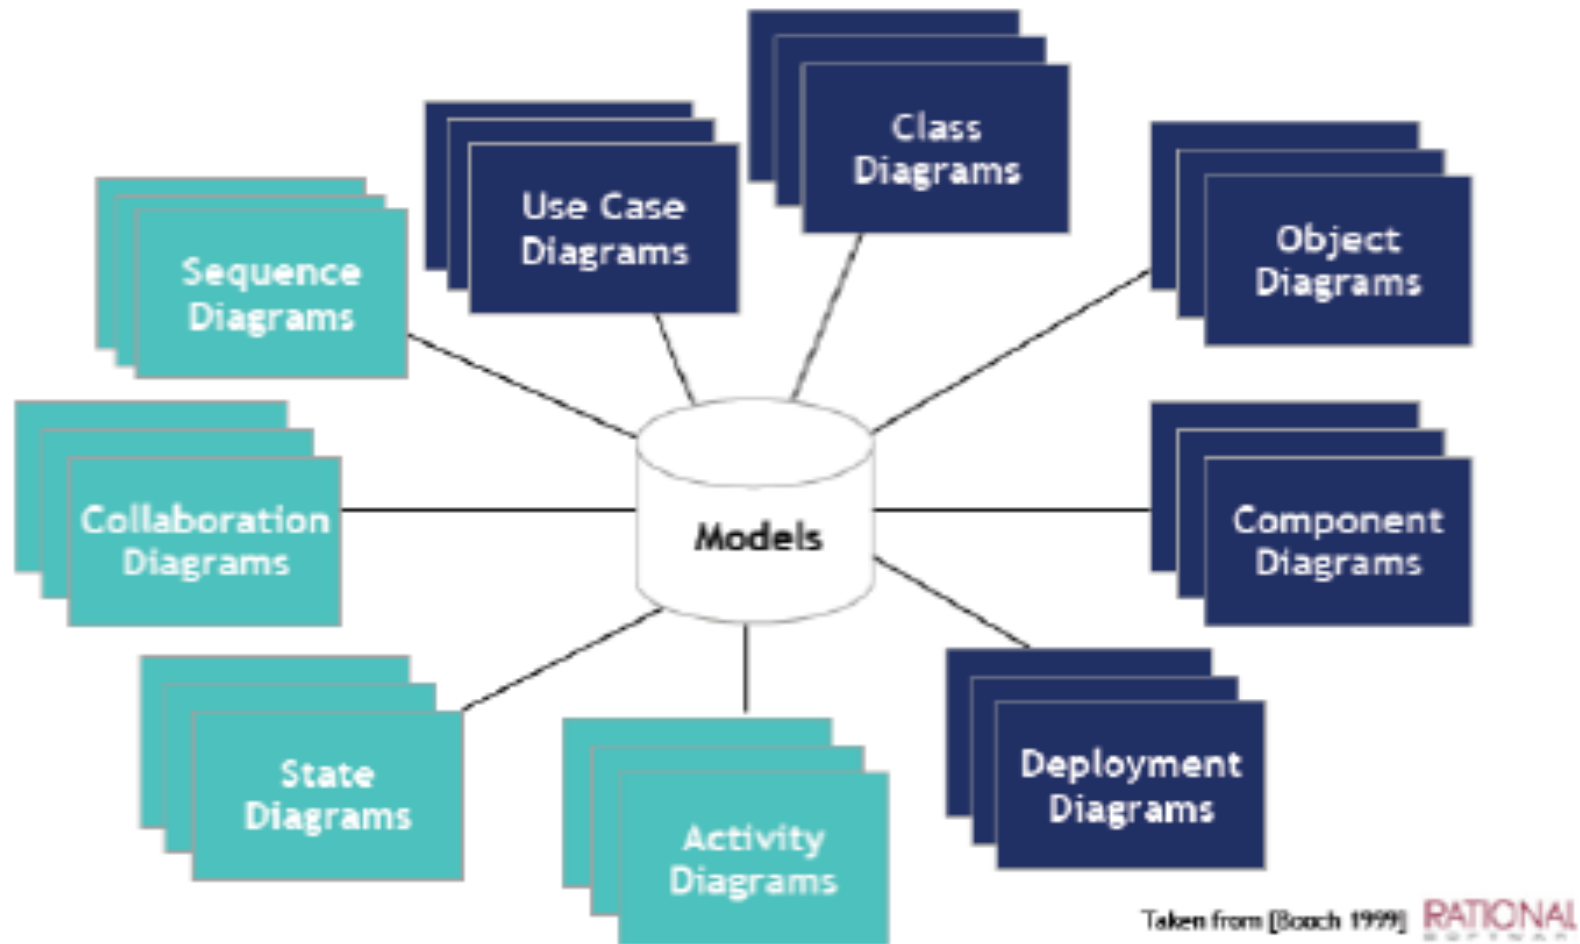 Class
Diagrams
Use Case
Diagrams
Object
Diagrams
Sequence
Diagrams
Collaboration
Diagrams
Models
Component
Diagrams
State
Diagrams
Activity
Diagrams
Deployment
Diagrams
Taken from [Booch 1999]
RATIONAL